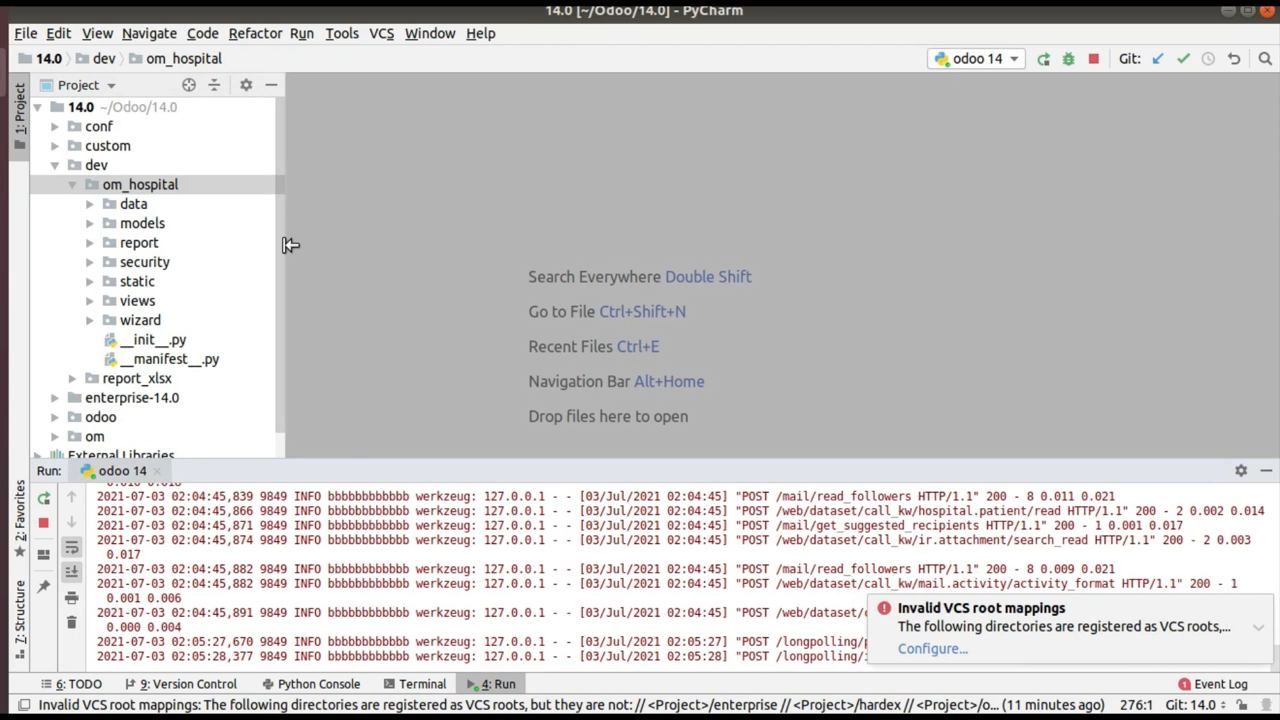 14.0 [~/Odoo/14.0] - PyCharm
File Edit View Navigate Code Refactor Run Tools VCS Window Help
14.0 dev om_hospital odoo 14 Git:
1: Project
Project
14.0 ~/Odoo/14.0
conf
custom
dev
om_hospital
data
models
report
security
static
views
wizard
__init__.py
__manifest__.py
report_xlsx
enterprise-14.0
odoo
om
External Libraries
Search Everywhere Double Shift
Go to File Ctrl+Shift+N
Recent Files Ctrl+E
Navigation Bar Alt+Home
Drop files here to open
Run: odoo 14
2: Favorites
7: Structure
2021-07-03 02:04:45,839 9849 INFO bbbbbbbbbbbb werkzeug: 127.0.0.1 - - [03/Jul/2021 02:04:45] "POST /mail/read_followers HTTP/1.1" 200 - 8 0.011 0.021
2021-07-03 02:04:45,866 9849 INFO bbbbbbbbbbbb werkzeug: 127.0.0.1 - - [03/Jul/2021 02:04:45] "POST /web/dataset/call_kw/hospital.patient/read HTTP/1.1" 200 - 2 0.002 0.014
2021-07-03 02:04:45,871 9849 INFO bbbbbbbbbbbb werkzeug: 127.0.0.1 - - [03/Jul/2021 02:04:45] "POST /mail/get_suggested_recipients HTTP/1.1" 200 - 1 0.001 0.017
2021-07-03 02:04:45,874 9849 INFO bbbbbbbbbbbb werkzeug: 127.0.0.1 - - [03/Jul/2021 02:04:45] "POST /web/dataset/call_kw/ir.attachment/search_read HTTP/1.1" 200 - 2 0.003
0.017
2021-07-03 02:04:45,882 9849 INFO bbbbbbbbbbbb werkzeug: 127.0.0.1 - - [03/Jul/2021 02:04:45] "POST /mail/read_followers HTTP/1.1" 200 - 8 0.009 0.021
2021-07-03 02:04:45,882 9849 INFO bbbbbbbbbbbb werkzeug: 127.0.0.1 - - [03/Jul/2021 02:04:45] "POST /web/dataset/call_kw/mail.activity/activity_format HTTP/1.1" 200 - 1
0.001 0.006
2021-07-03 02:04:45,891 9849 INFO bbbbbbbbbbbb werkzeug: 127.0.0.1 - - [03/Jul/2021 02:04:45] "POST /web/dataset/
0.000 0.004
2021-07-03 02:05:27,670 9849 INFO bbbbbbbbbbbb werkzeug: 127.0.0.1 - - [03/Jul/2021 02:05:27] "POST /longpolling/
2021-07-03 02:05:28,377 9849 INFO bbbbbbbbbbbb werkzeug: 127.0.0.1 - - [03/Jul/2021 02:05:28] "POST /longpolling/
Invalid VCS root mappings
The following directories are registered as VCS roots,...
Configure...
6: TODO 9: Version Control Python Console Terminal 4: Run 1 Event Log
Invalid VCS root mappings: The following directories are registered as VCS roots, but they are not: // <Project>/enterprise // <Project>/hardex // <Project>/o... (11 minutes ago) 276:1 Git: 14.0